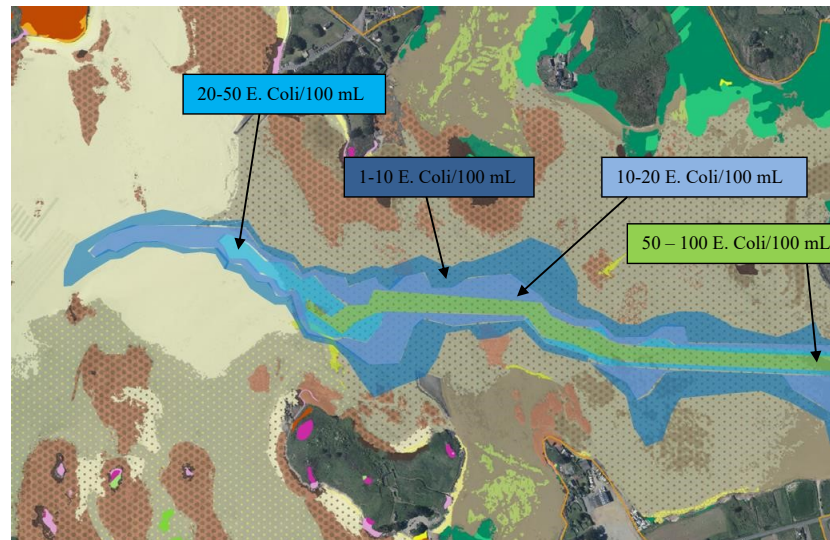 20-50 E. Coli/100 mL
1-10 E. Coli/100 mL
10-20 E. Coli/100 mL
50 – 100 E. Coli/100 mL